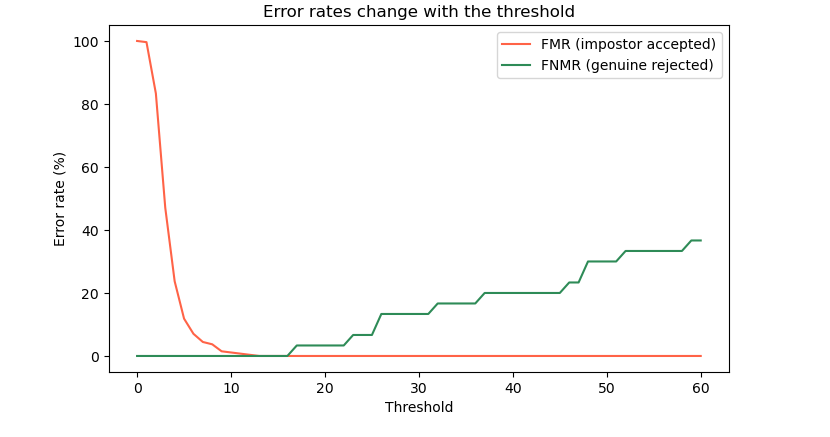 Error rates change with the threshold
FMR (impostor accepted)
FNMR (genuine rejected)
Error rate (%)
100
80
60
40
20
0
0 10 20 30 40 50 60
Threshold